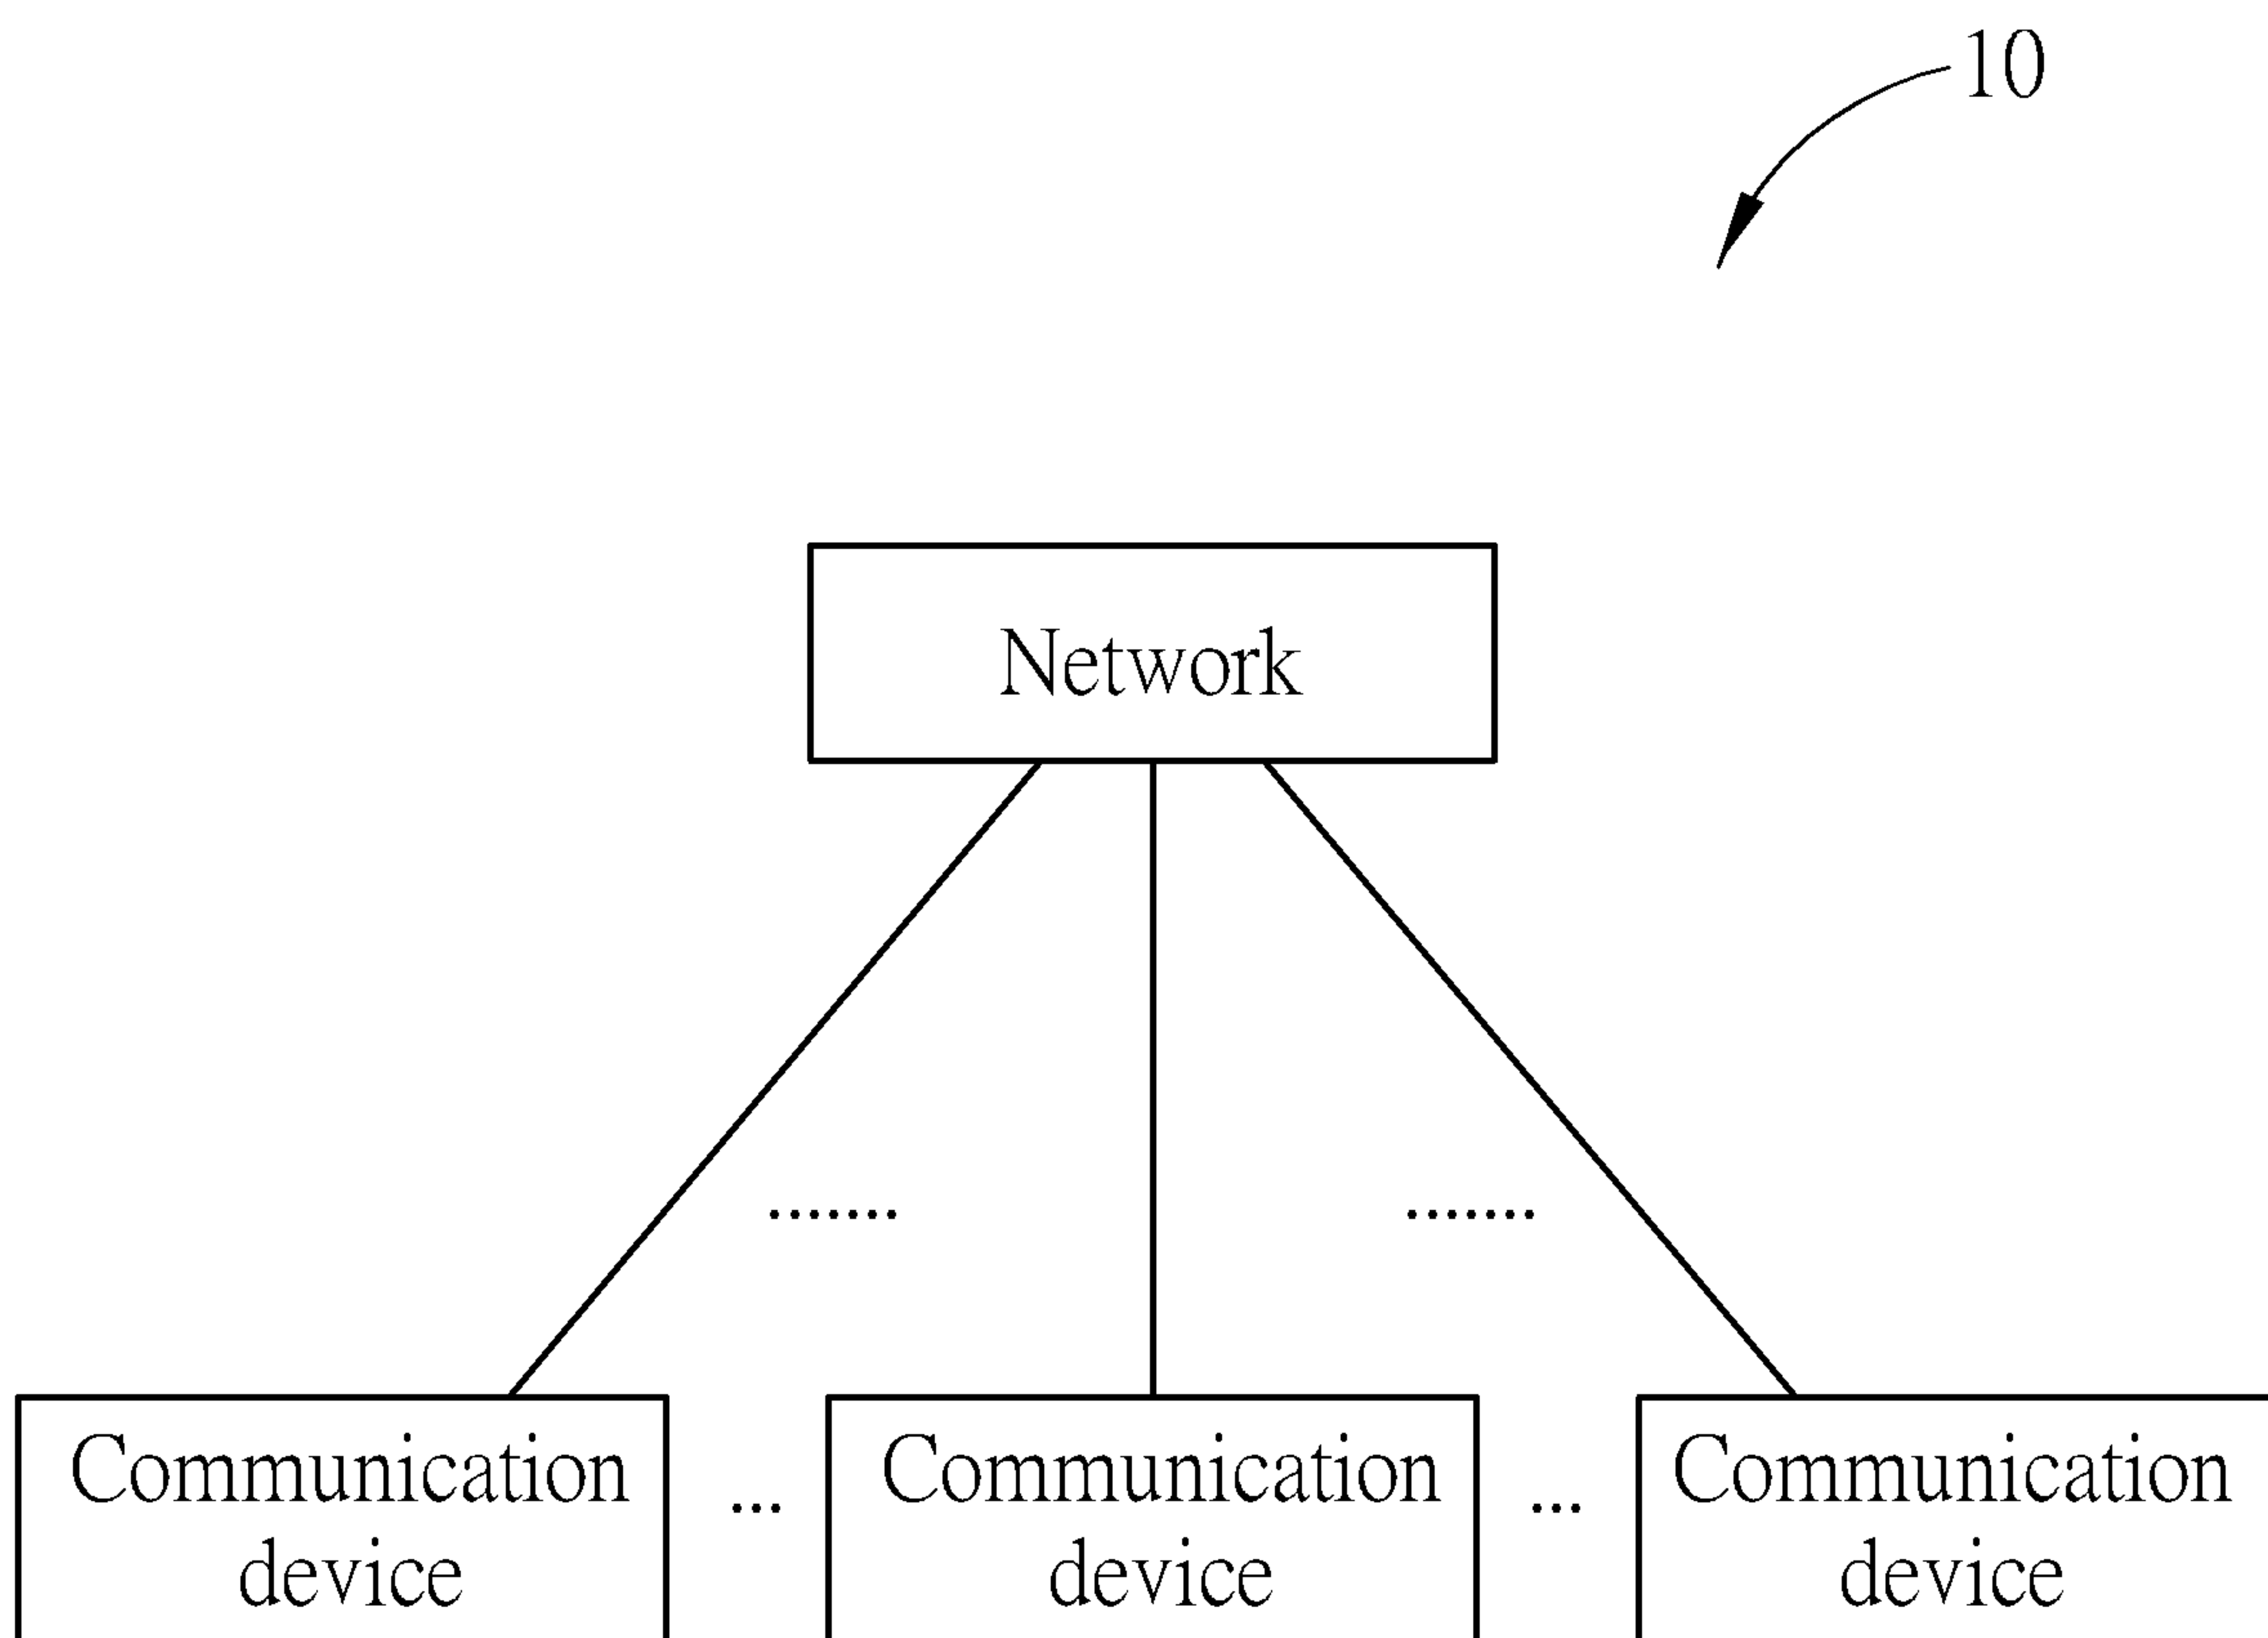 10
Network
.......
.......
Communication ... Communication ... Communication
device device device